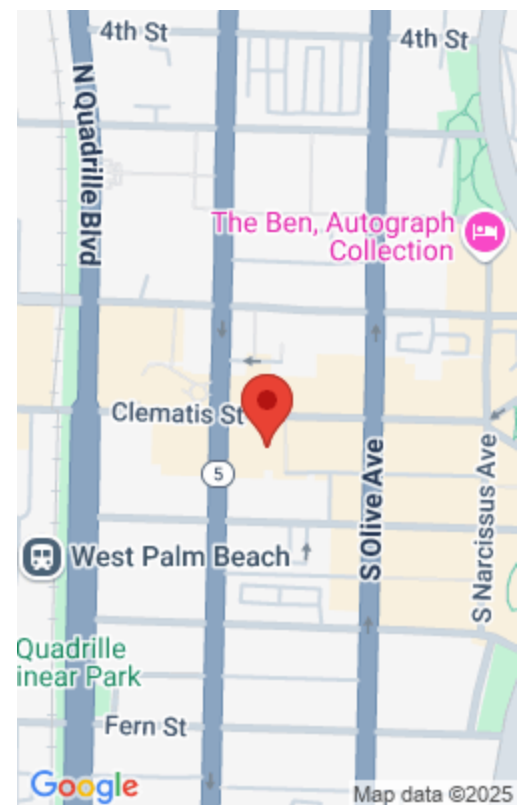 4th St
4th St
N Quadrille Blvd
The Ben, Autograph
Collection
Clematis St
5
S Olive Ave
S Narcissus Ave
West Palm Beach
Quadrille
inear Park
Fern St
Google
Map data ©2025